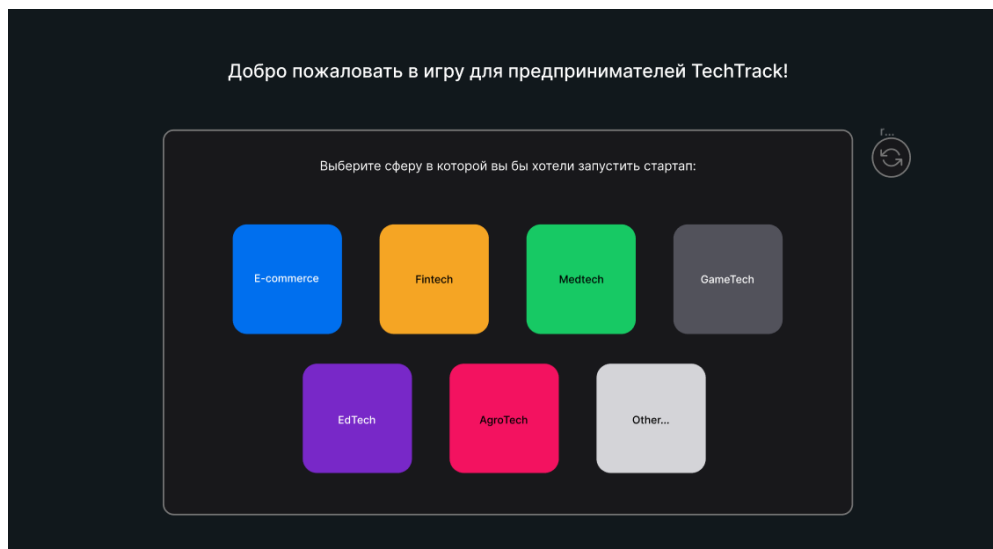 Добро пожаловать в игру для предпринимателей TechTrack!
r...
Выберите сферу в которой вы бы хотели запустить стартап:
E-commerce
Fintech
Medtech
GameTech
EdTech
AgroTech
Other...